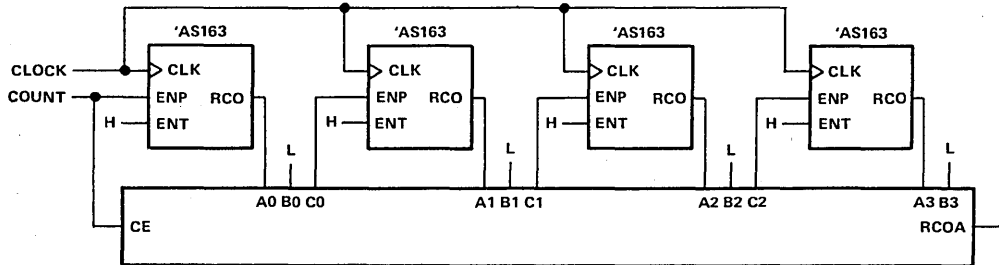 'AS163 'AS163 'AS163 'AS163
CLOCK CLK CLK CLK CLK
COUNT ENP RCO ENP RCO ENP RCO ENP RCO
H ENT H ENT H ENT H ENT
L L L L
A0 B0 C0 A1 B1 C1 A2 B2 C2 A3 B3
CE RCOA